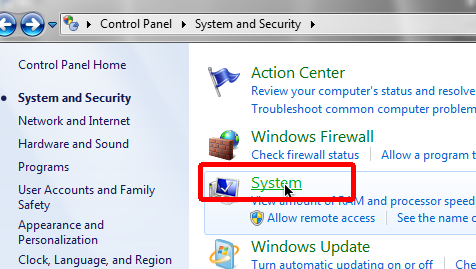 Control Panel ▸ System and Security ▸
Control Panel Home
System and Security
Network and Internet
Hardware and Sound
Programs
User Accounts and Family
Safety
Appearance and
Personalization
Clock, Language, and Region
Action Center
Review your computer's status and resolve
Troubleshoot common computer problem
Windows Firewall
Check firewall status | Allow a program t
System
View amount of RAM and processor speed
Allow remote access | See the name o
Windows Update
Turn automatic updating on or off | Chec